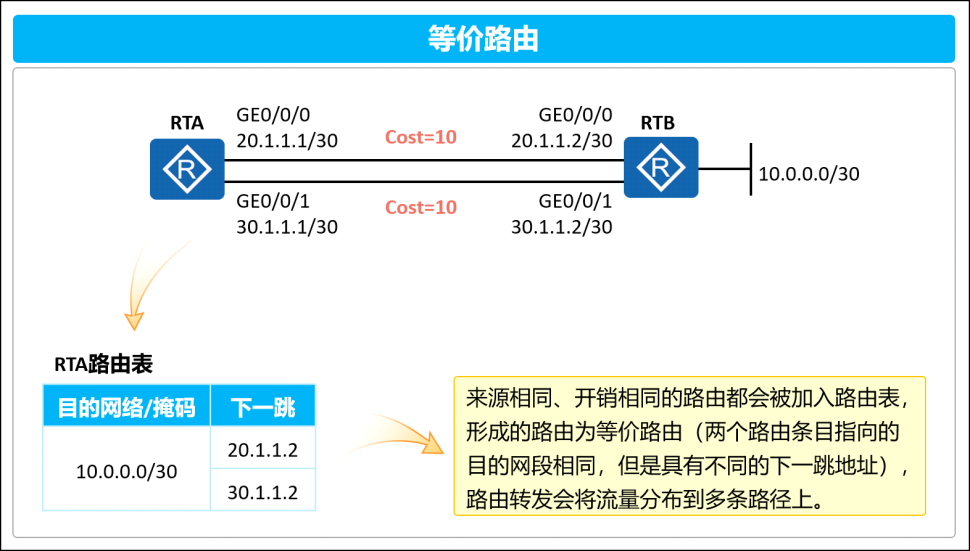 等价路由
RTA
GE0/0/0
20.1.1.1/30
Cost=10
GE0/0/0
20.1.1.2/30
RTB
R
R
10.0.0.0/30
GE0/0/1
30.1.1.1/30
Cost=10
GE0/0/1
30.1.1.2/30
RTA路由表
目的网络/掩码
下一跳
10.0.0.0/30
20.1.1.2
30.1.1.2
来源相同、开销相同的路由都会被加入路由表，
形成的路由为等价路由（两个路由条目指向的
目的网段相同，但是具有不同的下一跳地址），
路由转发会将流量分布到多条路径上。